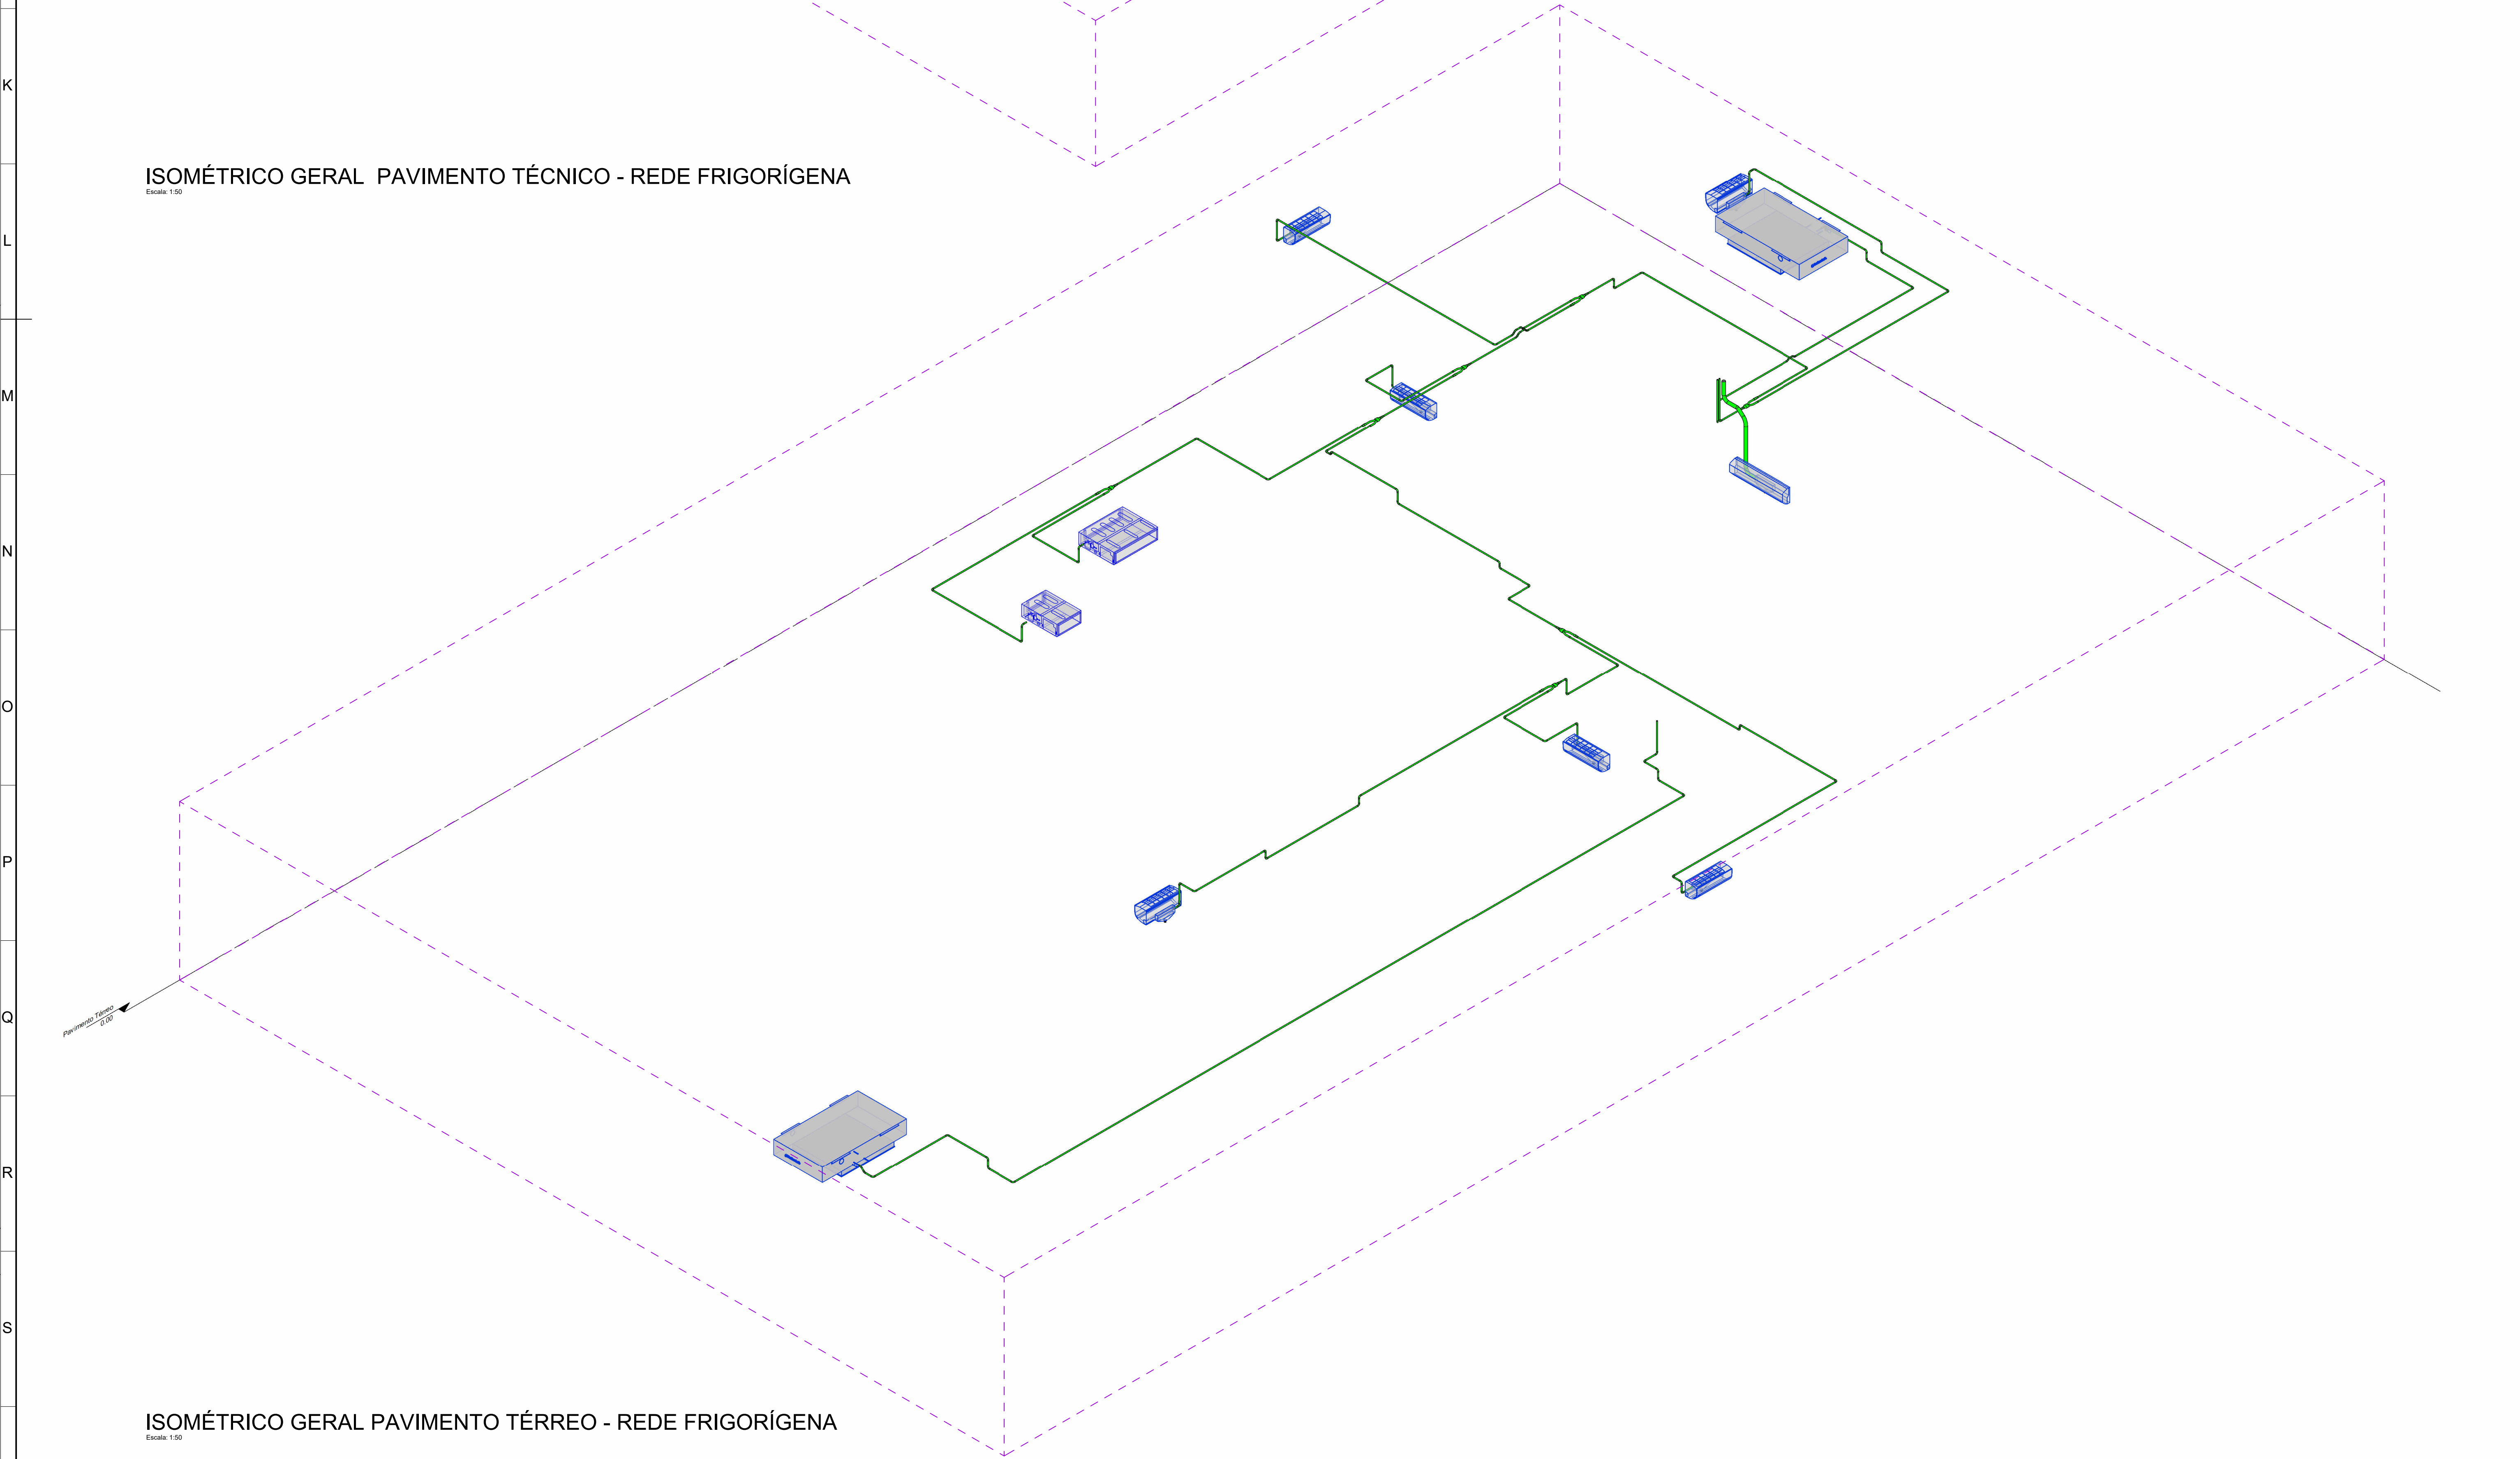 K
ISOMÉTRICO GERAL  PAVIMENTO TÉCNICO - REDE FRIGORÍGENA
Escala: 1:50
L
M
N
O
P
Q
Pavimento Térreo
0.00
R
S
ISOMÉTRICO GERAL PAVIMENTO TÉRREO - REDE FRIGORÍGENA
Escala: 1:50